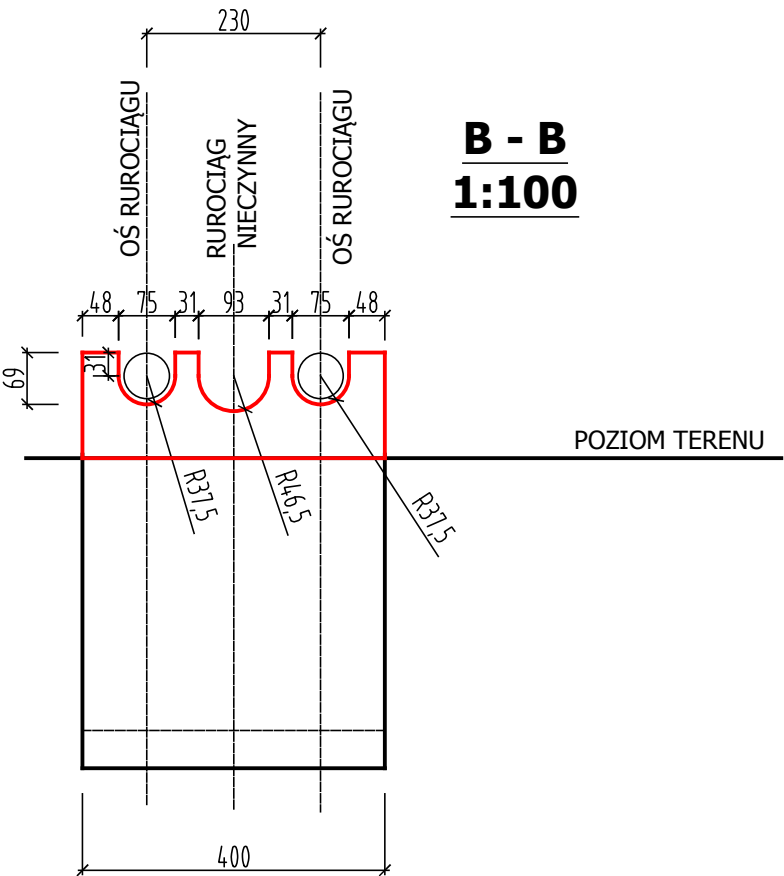 230
OŚ RUROCIĄGU
RUROCIĄG
NIECZYNNY
OŚ RUROCIĄGU
B - B
1:100
48
75
31
93
31
75
48
69
31
POZIOM TERENU
R37,5
R46,5
R37,5
400